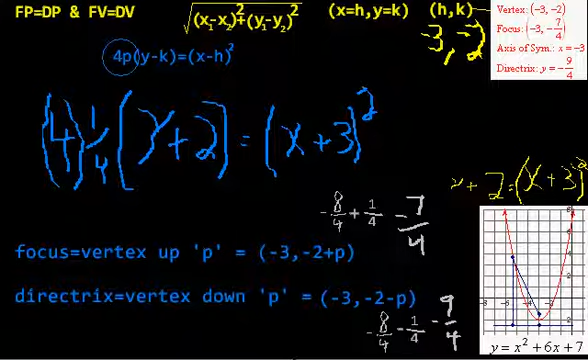 FP=DP & FV=DV
√(x₁-x₂)²+(y₁-y₂)²
(x=h,y=k) (h,k)
-3, -2
Vertex: (-3, -2)
Focus: (-3, -7/4)
Axis of Sym.: x = -3
Directrix: y = -9/4
4p(y-k)=(x-h)²
(4)1/4(y+2)=(x+3)²
y+2=(x+3)²
-8/4+1/4 -7/4
focus=vertex up 'p' = (-3,-2+p)
directrix=vertex down 'p' = (-3,-2-p)
-8/4-1/4 -9/4
y = x² + 6x + 7